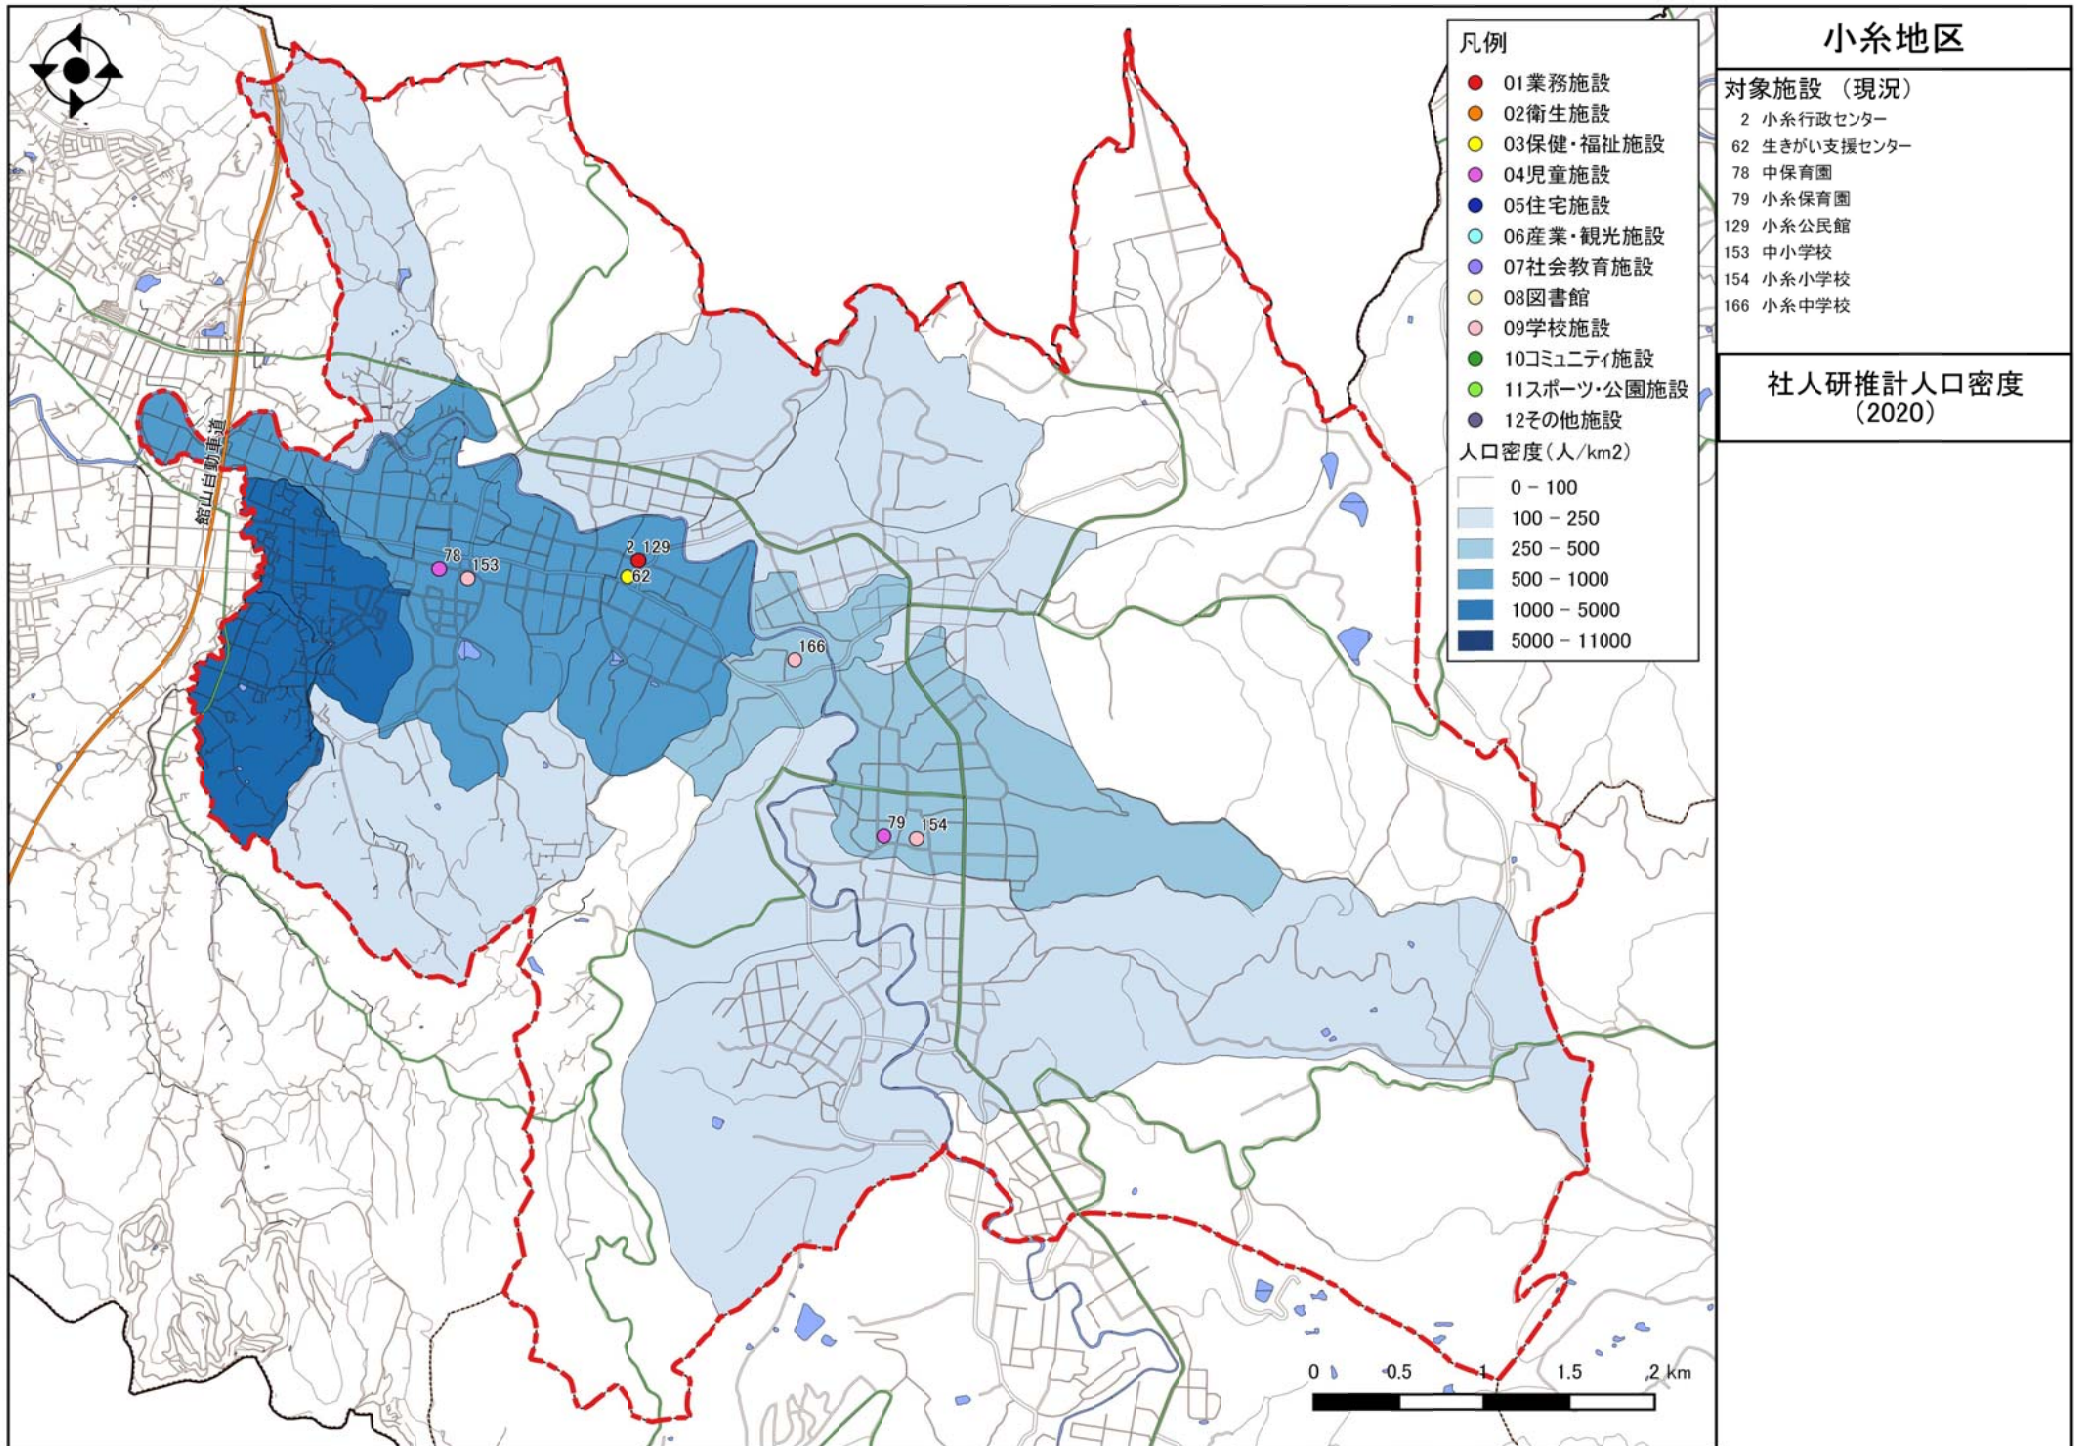 凡例
01業務施設
02衛生施設
03保健・福祉施設
04児童施設
05住宅施設
06産業・観光施設
07社会教育施設
08図書館
09学校施設
10コミュニティ施設
11スポーツ・公園施設
12その他施設
人口密度(人/km2)
0 - 100
100 - 250
250 - 500
500 - 1000
1000 - 5000
5000 - 11000
小糸地区
対象施設 (現況)
2 小糸行政センター
62 生きがい支援センター
78 中保育園
79 小糸保育園
129 小糸公民館
153 中小学校
154 小糸小学校
166 小糸中学校
社人研推計人口密度
(2020)
館山自動車道
78
153
2 129
62
166
79
154
0 0.5 1 1.5 2 km